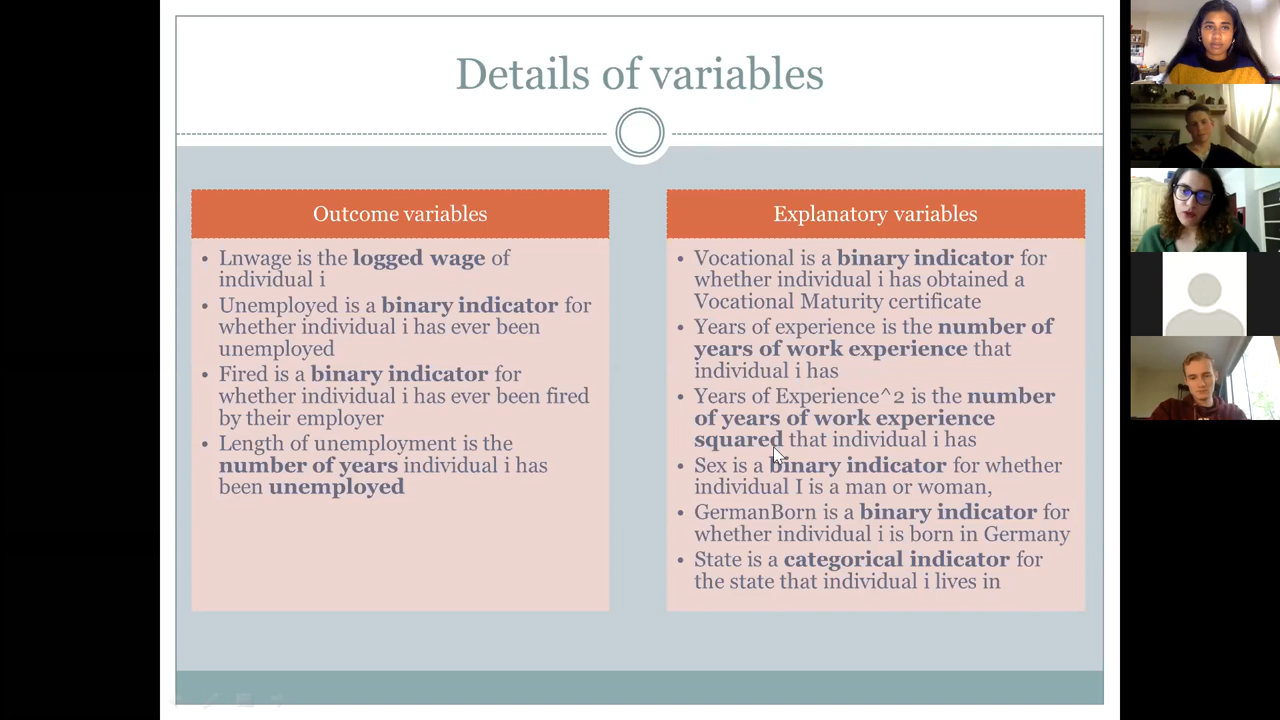 Details of variables
Outcome variables
• Lnwage is the logged wage of
individual i
• Unemployed is a binary indicator for
whether individual i has ever been
unemployed
• Fired is a binary indicator for
whether individual i has ever been fired
by their employer
• Length of unemployment is the
number of years individual i has
been unemployed
Explanatory variables
• Vocational is a binary indicator for
whether individual i has obtained a
Vocational Maturity certificate
• Years of experience is the number of
years of work experience that
individual i has
• Years of Experience^2 is the number
of years of work experience
squared that individual i has
• Sex is a binary indicator for whether
individual I is a man or woman,
• GermanBorn is a binary indicator for
whether individual i is born in Germany
• State is a categorical indicator for
the state that individual i lives in